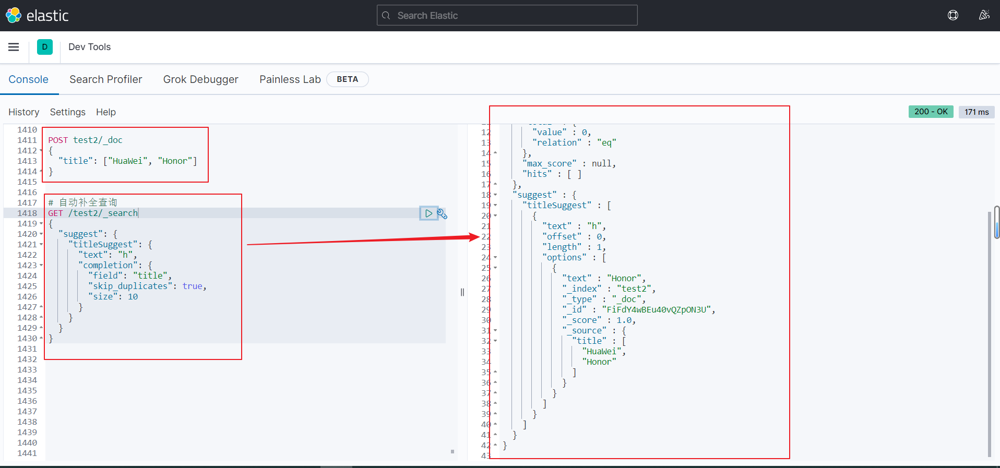 elastic
Search Elastic
D
Dev Tools
Console
Search Profiler
Grok Debugger
Painless Lab
BETA
History
Settings
Help
200 - OK
171 ms
1410
1411 POST test2/_doc
1412 {
1413 "title": ["HuaWei", "Honor"]
1414 }
1415
1416
1417 # 自动补全查询
1418 GET /test2/_search
1419 {
1420 "suggest": {
1421 "titleSuggest": {
1422 "text": "h",
1423 "completion": {
1424 "field": "title",
1425 "skip_duplicates": true,
1426 "size": 10
1427 }
1428 }
1429 }
1430 }
1431
1432
1433
1434
1435
1436
1437
1438
1439
1440
1441
12 "value" : 0,
13 "relation" : "eq"
14 },
15 "max_score" : null,
16 "hits" : [ ]
17 },
18 "suggest" : {
19 "titleSuggest" : [
20 {
21 "text" : "h",
22 "offset" : 0,
23 "length" : 1,
24 "options" : [
25 {
26 "text" : "Honor",
27 "_index" : "test2",
28 "_type" : "_doc",
29 "_id" : "FiFdY4wBEu40vQZpON3U",
30 "_score" : 1.0,
31 "_source" : {
32 "title" : [
33 "HuaWei",
34 "Honor"
35 ]
36 }
37 }
38 ]
39 }
40 ]
41 }
42 }
43